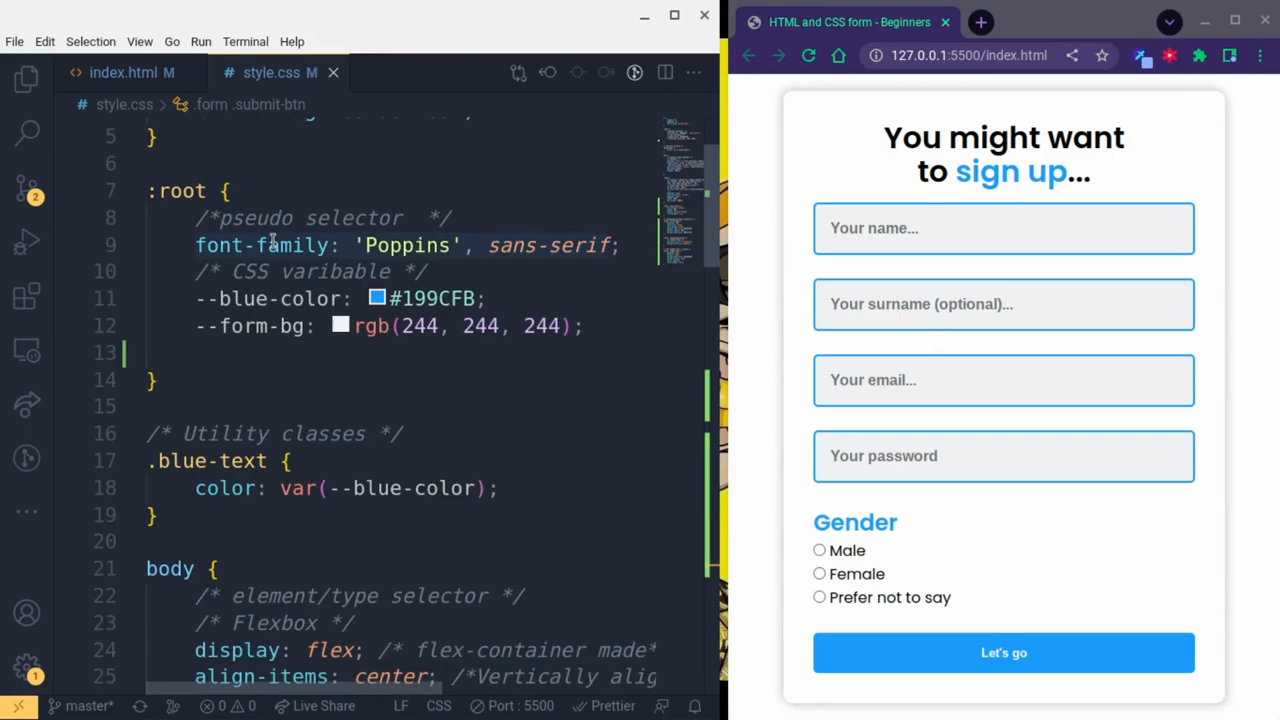 File Edit Selection View Go Run Terminal Help
index.html M
style.css M
style.css > .form .submit-btn
5 }
6
7 :root {
8 /*pseudo selector */
9 font-family: 'Poppins', sans-serif;
10 /* CSS varibable */
11 --blue-color: #199CFB;
12 --form-bg: rgb(244, 244, 244);
13
14 }
15
16 /* Utility classes */
17 .blue-text {
18 color: var(--blue-color);
19 }
20
21 body {
22 /* element/type selector */
23 /* Flexbox */
24 display: flex; /* flex-container made*
25 align-items: center; /*Vertically alig
2
1
master* 0 0 Live Share LF CSS Port : 5500 Prettier
HTML and CSS form - Beginners
127.0.0.1:5500/index.html
You might want
to sign up...
Your name...
Your surname (optional)...
Your email...
Your password
Gender
Male
Female
Prefer not to say
Let's go